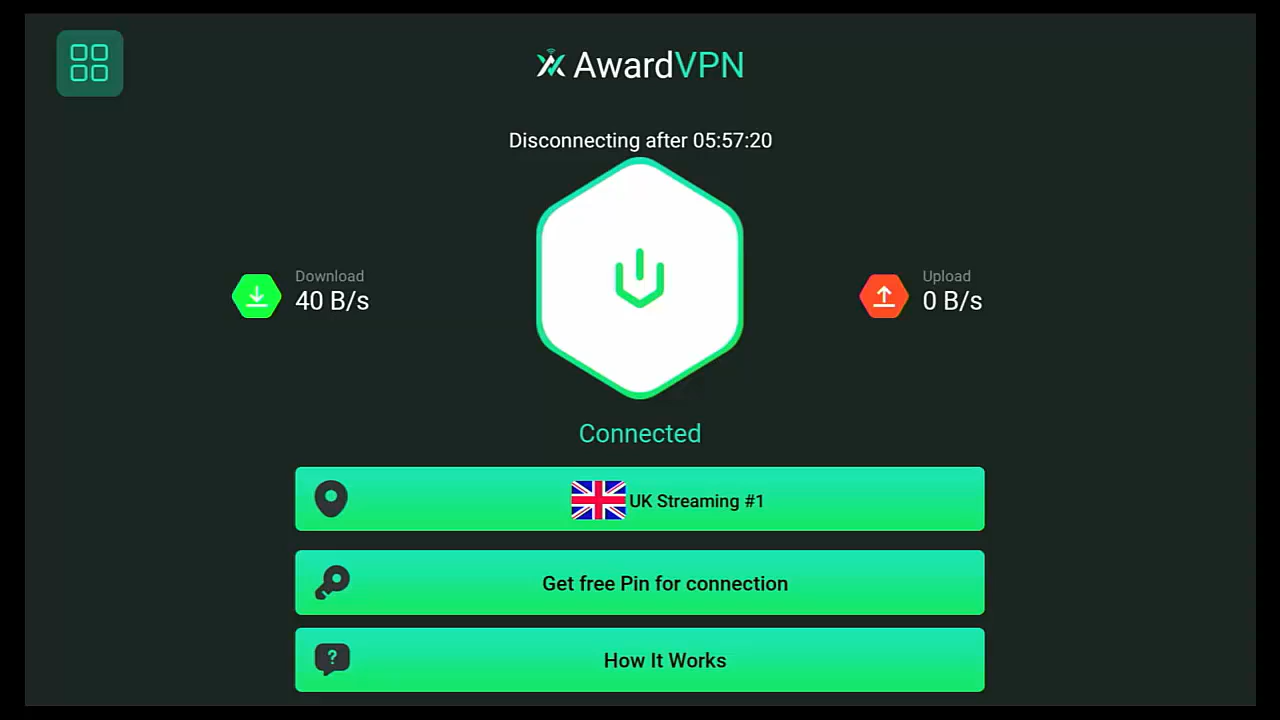 AwardVPN
Disconnecting after 05:57:20
Download
40 B/s
Upload
0 B/s
Connected
UK Streaming #1
Get free Pin for connection
?
How It Works